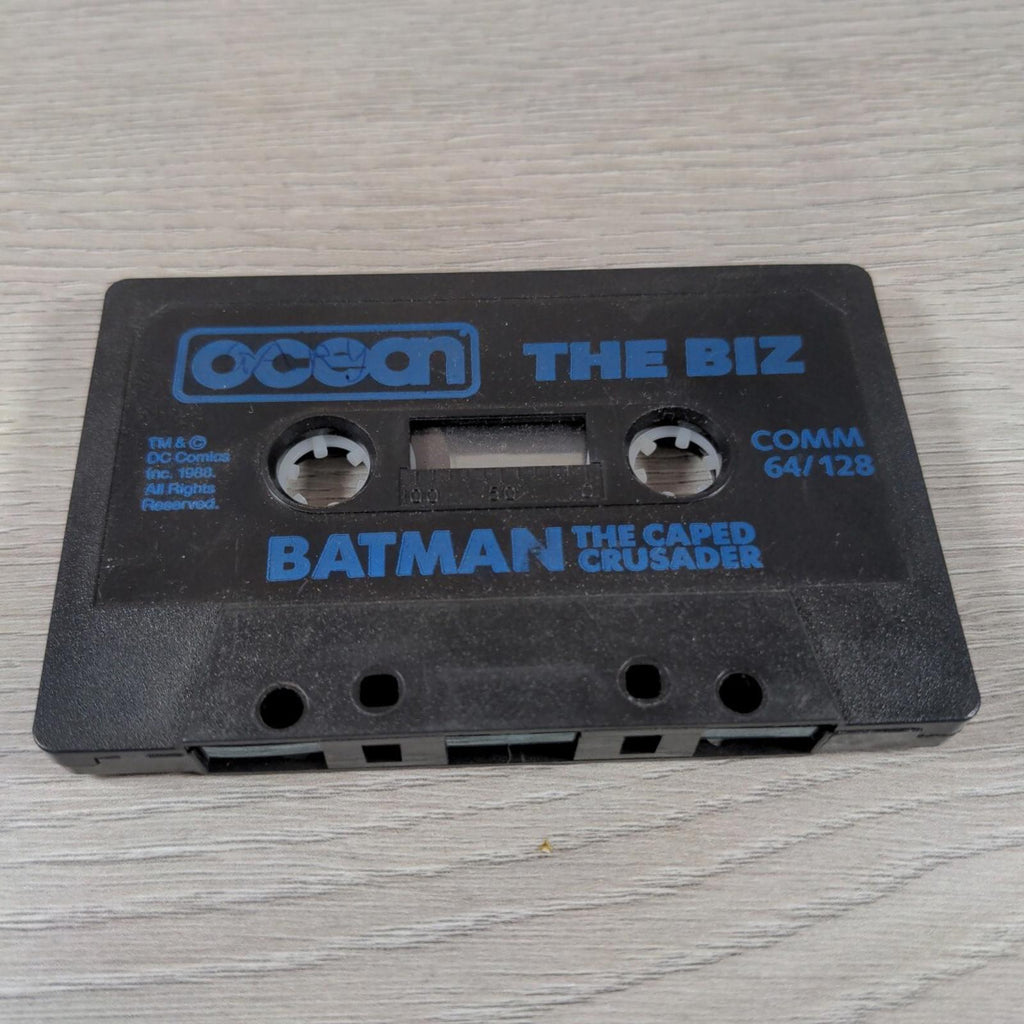 ocean
THE BIZ
TM & ©
DC Comics
Inc. 1988.
All Rights
Reserved.
COMM
64/128
100 50 0
BATMAN THE CAPED
CRUSADER